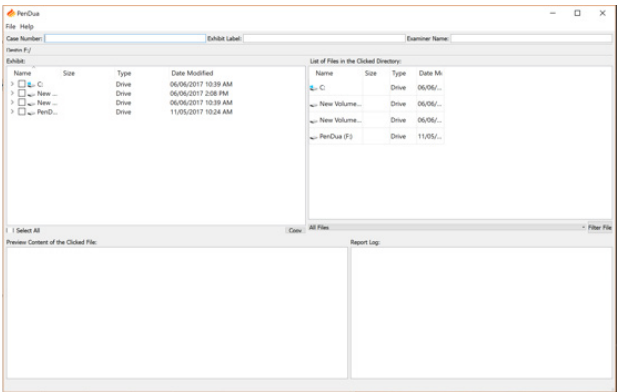 PenDua
File Help
Case Number: Exhibit Label: Examiner Name:
F:/
Exhibit: List of Files in the Clicked Directory:
Name Size Type Date Modified Name Size Type Date M
C: Drive 06/06/2017 10:39 AM C: Drive 06/06/...
New ... Drive 06/06/2017 2:08 PM New Volume... Drive 06/06/...
New ... Drive 06/06/2017 10:39 AM New Volume... Drive 06/06/...
PenD... Drive 11/05/2017 10:24 AM PenDua (F:) Drive 11/05/...
Select All Copy All Files Filter File
Preview Content of the Clicked File: Report Log: